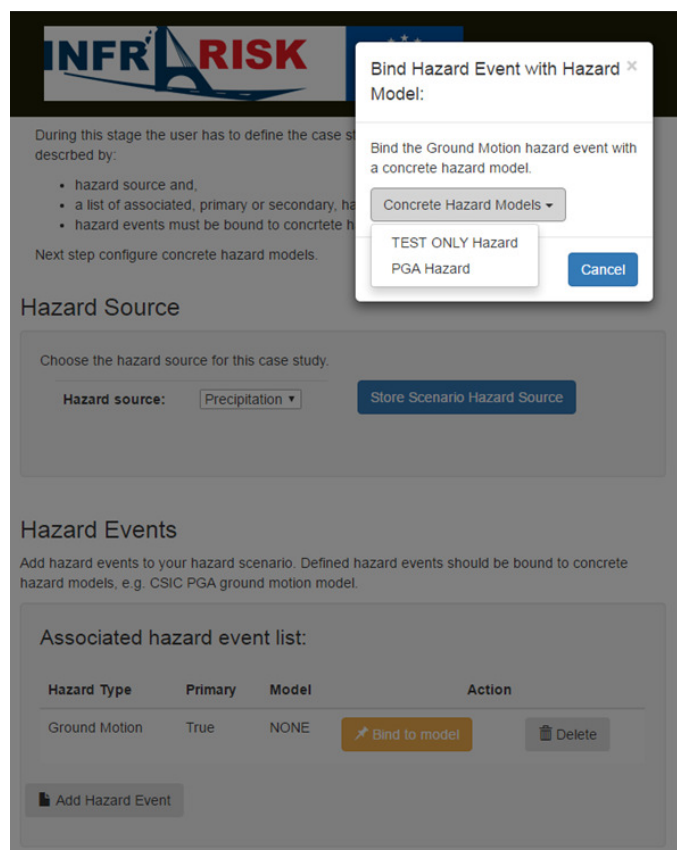 INFRARISK
Bind Hazard Event with Hazard ×
Model:
Bind the Ground Motion hazard event with
a concrete hazard model.
Concrete Hazard Models
TEST ONLY Hazard
PGA Hazard
Cancel
During this stage the user has to define the case st
descrbed by:
• hazard source and,
• a list of associated, primary or secondary, ha
• hazard events must be bound to concrtete h
Next step configure concrete hazard models.
Hazard Source
Choose the hazard source for this case study.
Hazard source: Precipitation
Store Scenario Hazard Source
Hazard Events
Add hazard events to your hazard scenario. Defined hazard events should be bound to concrete
hazard models, e.g. CSIC PGA ground motion model.
Associated hazard event list:
Hazard Type Primary Model Action
Ground Motion True NONE Bind to model Delete
Add Hazard Event